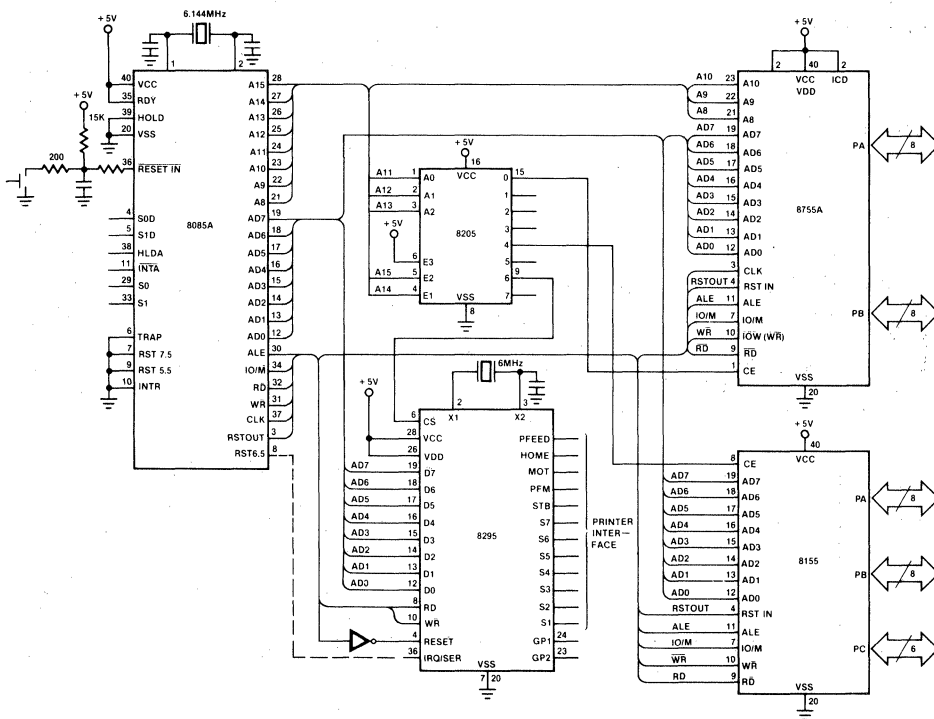 6.144MHz
+5V
1
2
8085A
40 VCC
35 RDY
39 HOLD
20 VSS
+5V
15K
200
36 RESET IN
4 S0D
5 S1D
38 HLDA
11 INTA
29 S0
33 S1
6 TRAP
7 RST 7.5
9 RST 5.5
10 INTR
A15 28
A14 27
A13 26
A12 25
A11 24
A10 23
A9 22
A8 21
AD7 19
AD6 18
AD5 17
AD4 16
AD3 15
AD2 14
AD1 13
AD0 12
ALE 30
IO/M 34
RD 32
WR 31
CLK 37
RSTOUT 3
RST6.5 8
+5V
16
VCC
8205
A11 1 A0
A12 2 A1
A13 3 A2
+5V
6 E3
A15 5 E2
A14 4 E1
VSS
8
0 15
1
2
3
4
5
6 9
7
6MHz
2
3
X1
X2
8295
+5V
6 CS
28 VCC
26 VDD
AD7 19 D7
AD6 18 D6
AD5 17 D5
AD4 16 D4
AD3 15 D3
AD2 14 D2
AD1 13 D1
AD0 12 D0
8 RD
10 WR
4 RESET
36 IRQ/SER
VSS
7 20
PFEED
HOME
MOT
PFM
STB
S7
S6
S5
S4
S3
S2
S1
GP1 24
GP2 23
PRINTER
INTER-
FACE
+5V
2 40 2
VCC ICD
VDD
8755A
A10 23 A10
A9 22 A9
A8 21 A8
AD7 19 AD7
AD6 18 AD6
AD5 17 AD5
AD4 16 AD4
AD3 15 AD3
AD2 14 AD2
AD1 13 AD1
AD0 12 AD0
3 CLK
RSTOUT 4 RST IN
ALE 11 ALE
IO/M 7 IO/M
WR 10 IOW (WR)
RD 9 RD
1 CE
VSS
20
PA 8
PB 8
+5V
40
VCC
8155
8 CE
AD7 19 AD7
AD6 18 AD6
AD5 17 AD5
AD4 16 AD4
AD3 15 AD3
AD2 14 AD2
AD1 13 AD1
AD0 12 AD0
RSTOUT 4 RST IN
ALE 11 ALE
IO/M 7 IO/M
WR 10 WR
RD 9 RD
VSS
20
PA 8
PB 8
PC 6